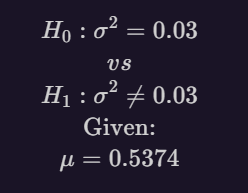 H₀ : σ² = 0.03
vs
H₁ : σ² ≠ 0.03
Given:
μ = 0.5374